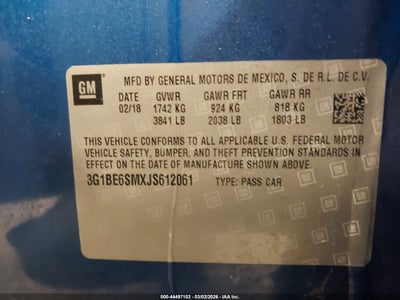 GM
MFD BY GENERAL MOTORS DE MEXICO, S. DE R.L. DE C.V.
DATE GVWR GAWR FRT GAWR RR
02/18 1742 KG 924 KG 818 KG
3841 LB 2038 LB 1803 LB
THIS VEHICLE CONFORMS TO ALL APPLICABLE U.S. FEDERAL MOTOR
VEHICLE SAFETY, BUMPER, AND THEFT PREVENTION STANDARDS IN
EFFECT ON THE DATE OF MANUFACTURE SHOWN ABOVE.
3G1BE6SMXJS612061 TYPE: PASS CAR
000-44497102 - 03/02/2026 - IAA Inc.